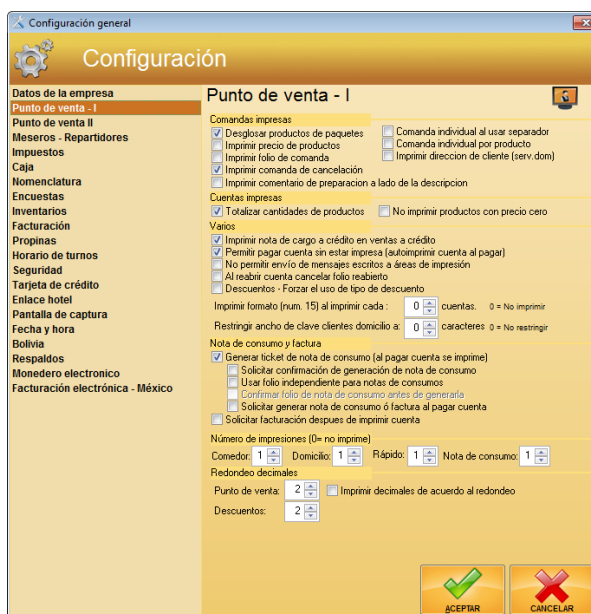 Configuración general
Configuración
Datos de la empresa
Punto de venta - I
Punto de venta II
Meseros - Repartidores
Impuestos
Caja
Nomenclatura
Encuestas
Inventarios
Facturación
Propinas
Horario de turnos
Seguridad
Tarjeta de crédito
Enlace hotel
Pantalla de captura
Fecha y hora
Bolivia
Respaldos
Monedero electronico
Facturación electrónica - México
Punto de venta - I
Comandas impresas
Desglosar productos de paquetes
Comanda individual al usar separador
Imprimir precio de productos
Comanda individual por producto
Imprimir folio de comanda
Imprimir direccion de cliente (serv.dom)
Imprimir comanda de cancelación
Imprimir comentario de preparacion a lado de la descripcion
Cuentas impresas
Totalizar cantidades de productos
No imprimir productos con precio cero
Varios
Imprimir nota de cargo a crédito en ventas a crédito
Permitir pagar cuenta sin estar impresa (autoimprimir cuenta al pagar)
No permitir envío de mensajes escritos a áreas de impresión
Al reabrir cuenta cancelar folio reabierto
Descuentos - Forzar el uso de tipo de descuento
Imprimir formato (num. 15) al imprimir cada : 0 cuentas. 0 = No imprimir
Restringir ancho de clave clientes domicilio a: 0 caracteres 0 = No restringir
Nota de consumo y factura
Generar ticket de nota de consumo (al pagar cuenta se imprime)
Solicitar confirmación de generación de nota de consumo
Usar folio independiente para notas de consumos
Confirmar folio de nota de consumo antes de generarla
Solicitar generar nota de consumo ó factura al pagar cuenta
Solicitar facturación despues de imprimir cuenta
Número de impresiones (0= no imprime)
Comedor: 1 Domicilio: 1 Rápido: 1 Nota de consumo: 1
Redondeo decimales
Punto de venta: 2 Imprimir decimales de acuerdo al redondeo
Descuentos: 2
ACEPTAR
CANCELAR